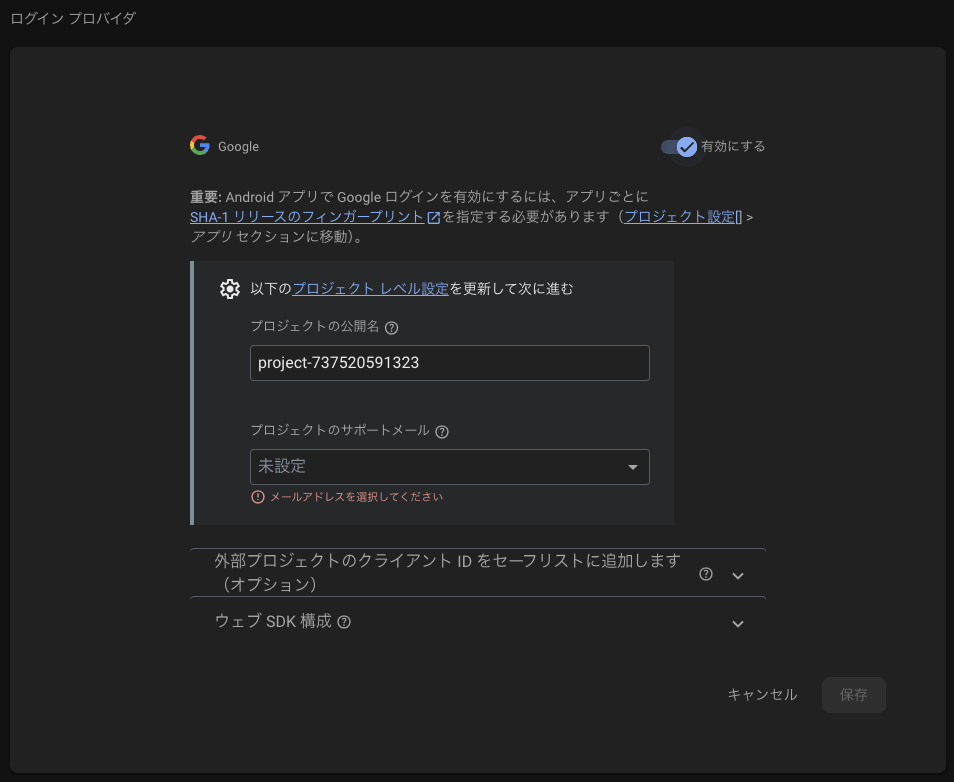 ログイン プロバイダ
Google
有効にする
重要: Android アプリで Google ログインを有効にするには、アプリごとに
SHA-1 リリースのフィンガープリントを指定する必要があります（プロジェクト設定[] >
アプリ セクションに移動）。
以下のプロジェクト レベル設定を更新して次に進む
プロジェクトの公開名
project-737520591323
プロジェクトのサポートメール
未設定
メールアドレスを選択してください
外部プロジェクトのクライアント ID をセーフリストに追加します
（オプション）
ウェブ SDK 構成
キャンセル
保存